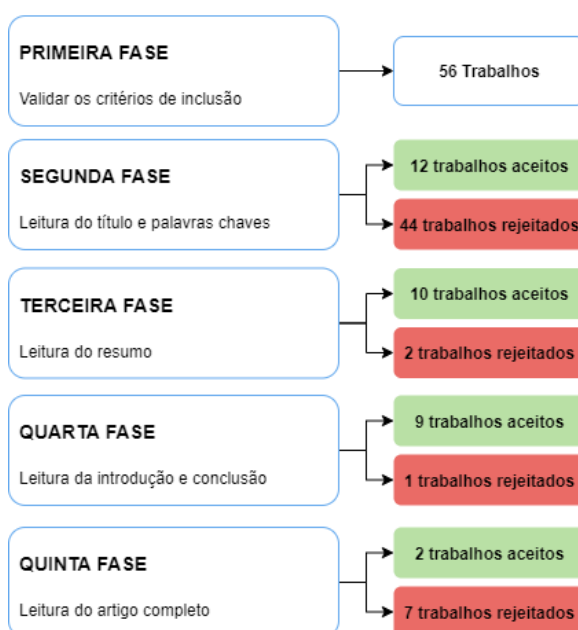 PRIMEIRA FASE
Validar os critérios de inclusão
56 Trabalhos
SEGUNDA FASE
Leitura do título e palavras chaves
12 trabalhos aceitos
44 trabalhos rejeitados
TERCEIRA FASE
Leitura do resumo
10 trabalhos aceitos
2 trabalhos rejeitados
QUARTA FASE
Leitura da introdução e conclusão
9 trabalhos aceitos
1 trabalhos rejeitados
QUINTA FASE
Leitura do artigo completo
2 trabalhos aceitos
7 trabalhos rejeitados